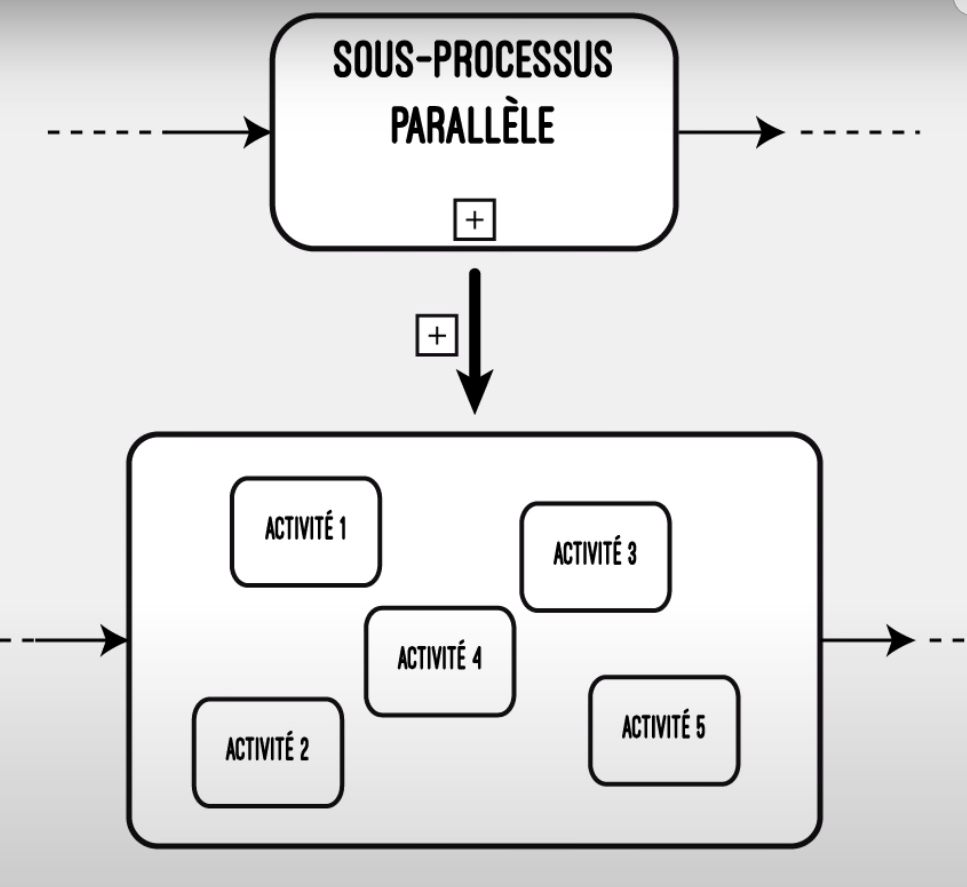 SOUS-PROCESSUS
PARALLÈLE
+
+
ACTIVITÉ 1
ACTIVITÉ 3
ACTIVITÉ 4
ACTIVITÉ 5
ACTIVITÉ 2